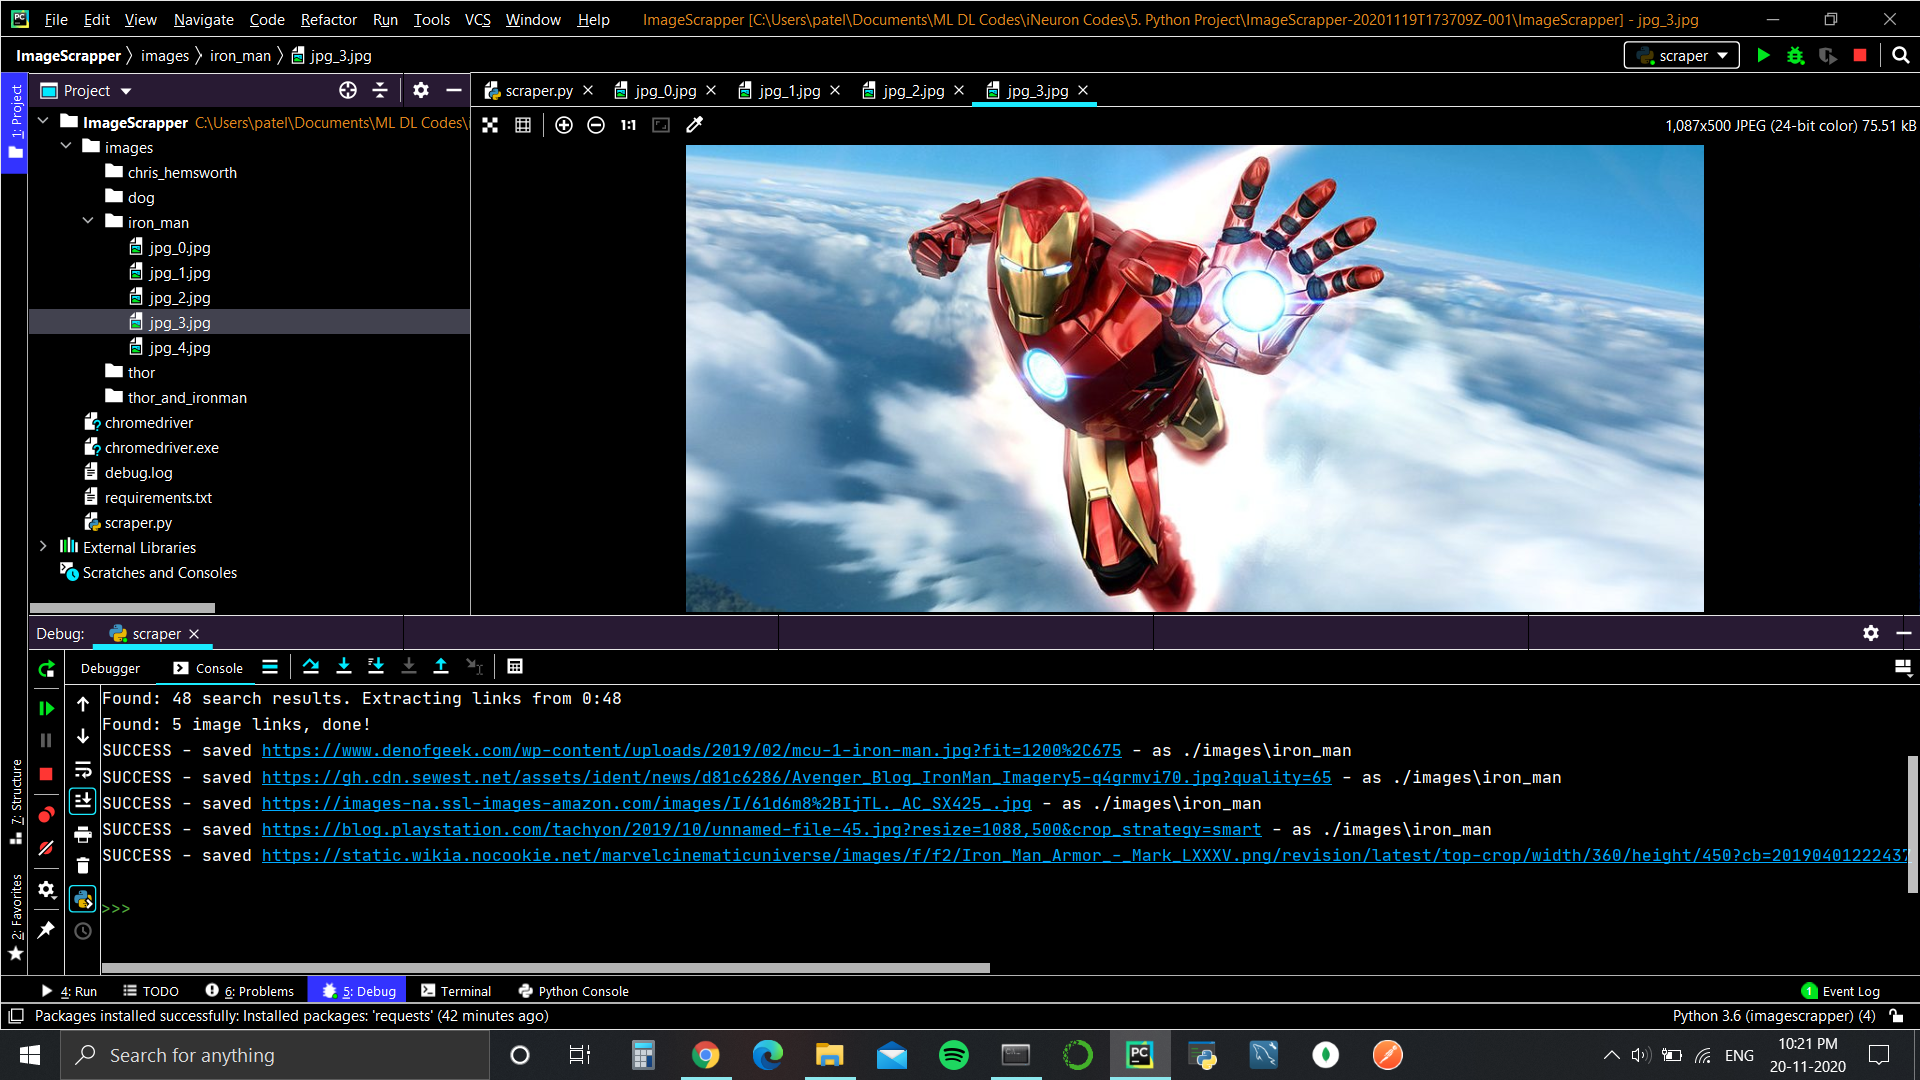 PC File Edit View Navigate Code Refactor Run Tools VCS Window Help ImageScrapper [C:\Users\patel\Documents\ML DL Codes\iNeuron Codes\5. Python Project\ImageScrapper-20201119T173709Z-001\ImageScrapper] - jpg_3.jpg
ImageScrapper images iron_man jpg_3.jpg scraper
1: Project
Project
scraper.py jpg_0.jpg jpg_1.jpg jpg_2.jpg jpg_3.jpg
1:1 1,087x500 JPEG (24-bit color) 75.51 kB
ImageScrapper C:\Users\patel\Documents\ML DL Codes\
images
chris_hemsworth
dog
iron_man
jpg_0.jpg
jpg_1.jpg
jpg_2.jpg
jpg_3.jpg
jpg_4.jpg
thor
thor_and_ironman
chromedriver
chromedriver.exe
debug.log
requirements.txt
scraper.py
External Libraries
Scratches and Consoles
Debug: scraper
Debugger Console
Found: 48 search results. Extracting links from 0:48
Found: 5 image links, done!
SUCCESS - saved https://www.denofgeek.com/wp-content/uploads/2019/02/mcu-1-iron-man.jpg?fit=1200%2C675 - as ./images\iron_man
SUCCESS - saved https://gh.cdn.sewest.net/assets/ident/news/d81c6286/Avenger_Blog_IronMan_Imagery5-q4grmvi70.jpg?quality=65 - as ./images\iron_man
SUCCESS - saved https://images-na.ssl-images-amazon.com/images/I/61d6m8%2BIjTL._AC_SX425_.jpg - as ./images\iron_man
SUCCESS - saved https://blog.playstation.com/tachyon/2019/10/unnamed-file-45.jpg?resize=1088,500&crop_strategy=smart - as ./images\iron_man
SUCCESS - saved https://static.wikia.nocookie.net/marvelcinematicuniverse/images/f/f2/Iron_Man_Armor_-_Mark_LXXXV.png/revision/latest/top-crop/width/360/height/450?cb=20190401222437
>>>
7: Structure
2: Favorites
4: Run TODO 6: Problems 5: Debug Terminal Python Console 1 Event Log
Packages installed successfully: Installed packages: 'requests' (42 minutes ago) Python 3.6 (imagescrapper) (4)
Search for anything PC ENG 10:21 PM
20-11-2020